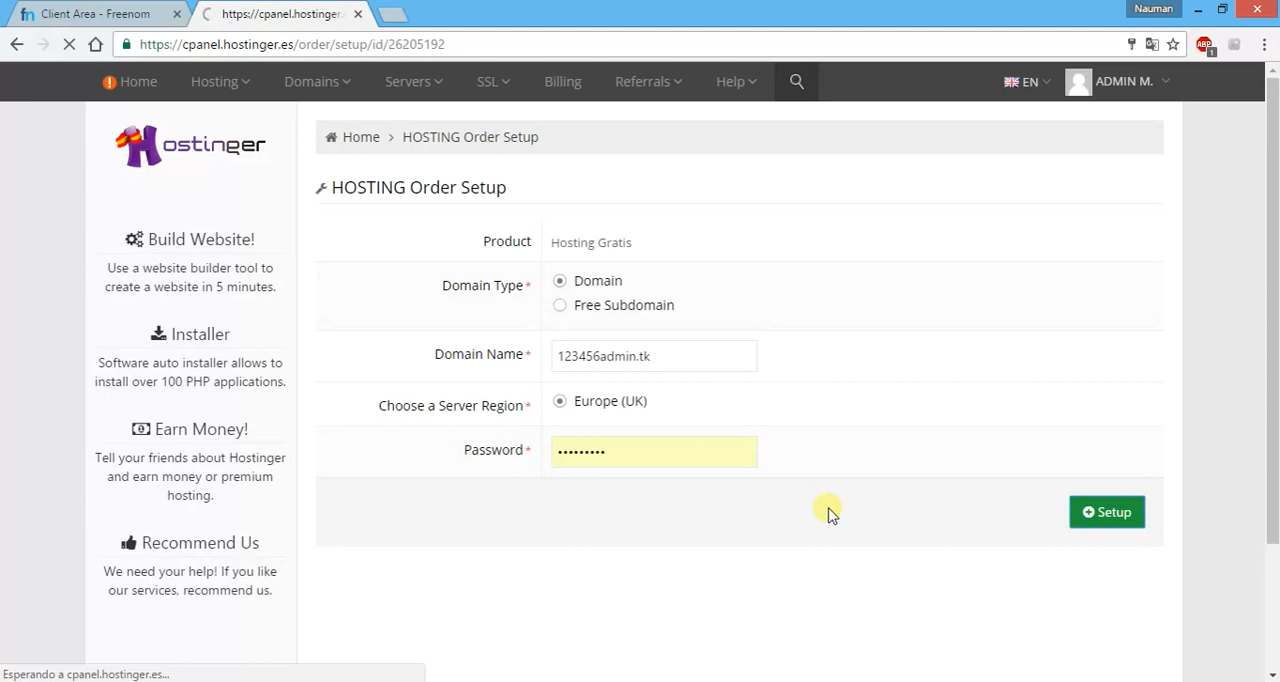 fn Client Area - Freenom
https://cpanel.hostinger
Nauman
https://cpanel.hostinger.es/order/setup/id/26205192
ABP
1
Home
Hosting
Domains
Servers
SSL
Billing
Referrals
Help
EN
ADMIN M.
Hostinger
Build Website!
Use a website builder tool to
create a website in 5 minutes.
Installer
Software auto installer allows to
install over 100 PHP applications.
Earn Money!
Tell your friends about Hostinger
and earn money or premium
hosting.
Recommend Us
We need your help! If you like
our services, recommend us.
Home > HOSTING Order Setup
HOSTING Order Setup
Product
Hosting Gratis
Domain Type*
Domain
Free Subdomain
Domain Name*
123456admin.tk
Choose a Server Region*
Europe (UK)
Password*
•••••••••
Setup
Esperando a cpanel.hostinger.es...